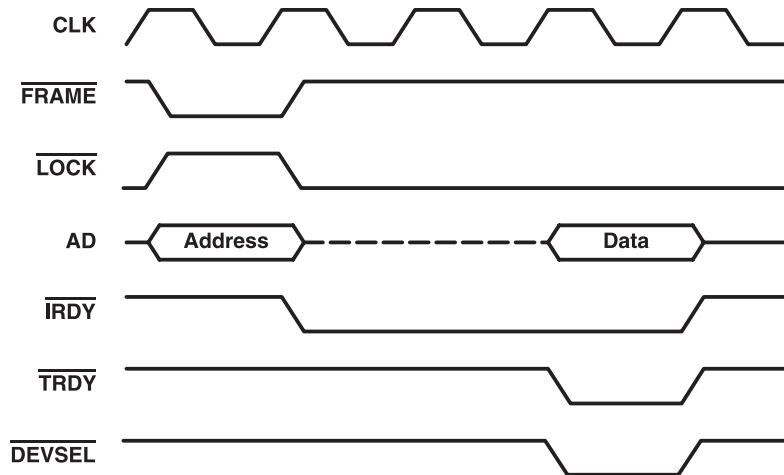 CLK
FRAME
LOCK
AD Address Data
IRDY
TRDY
DEVSEL